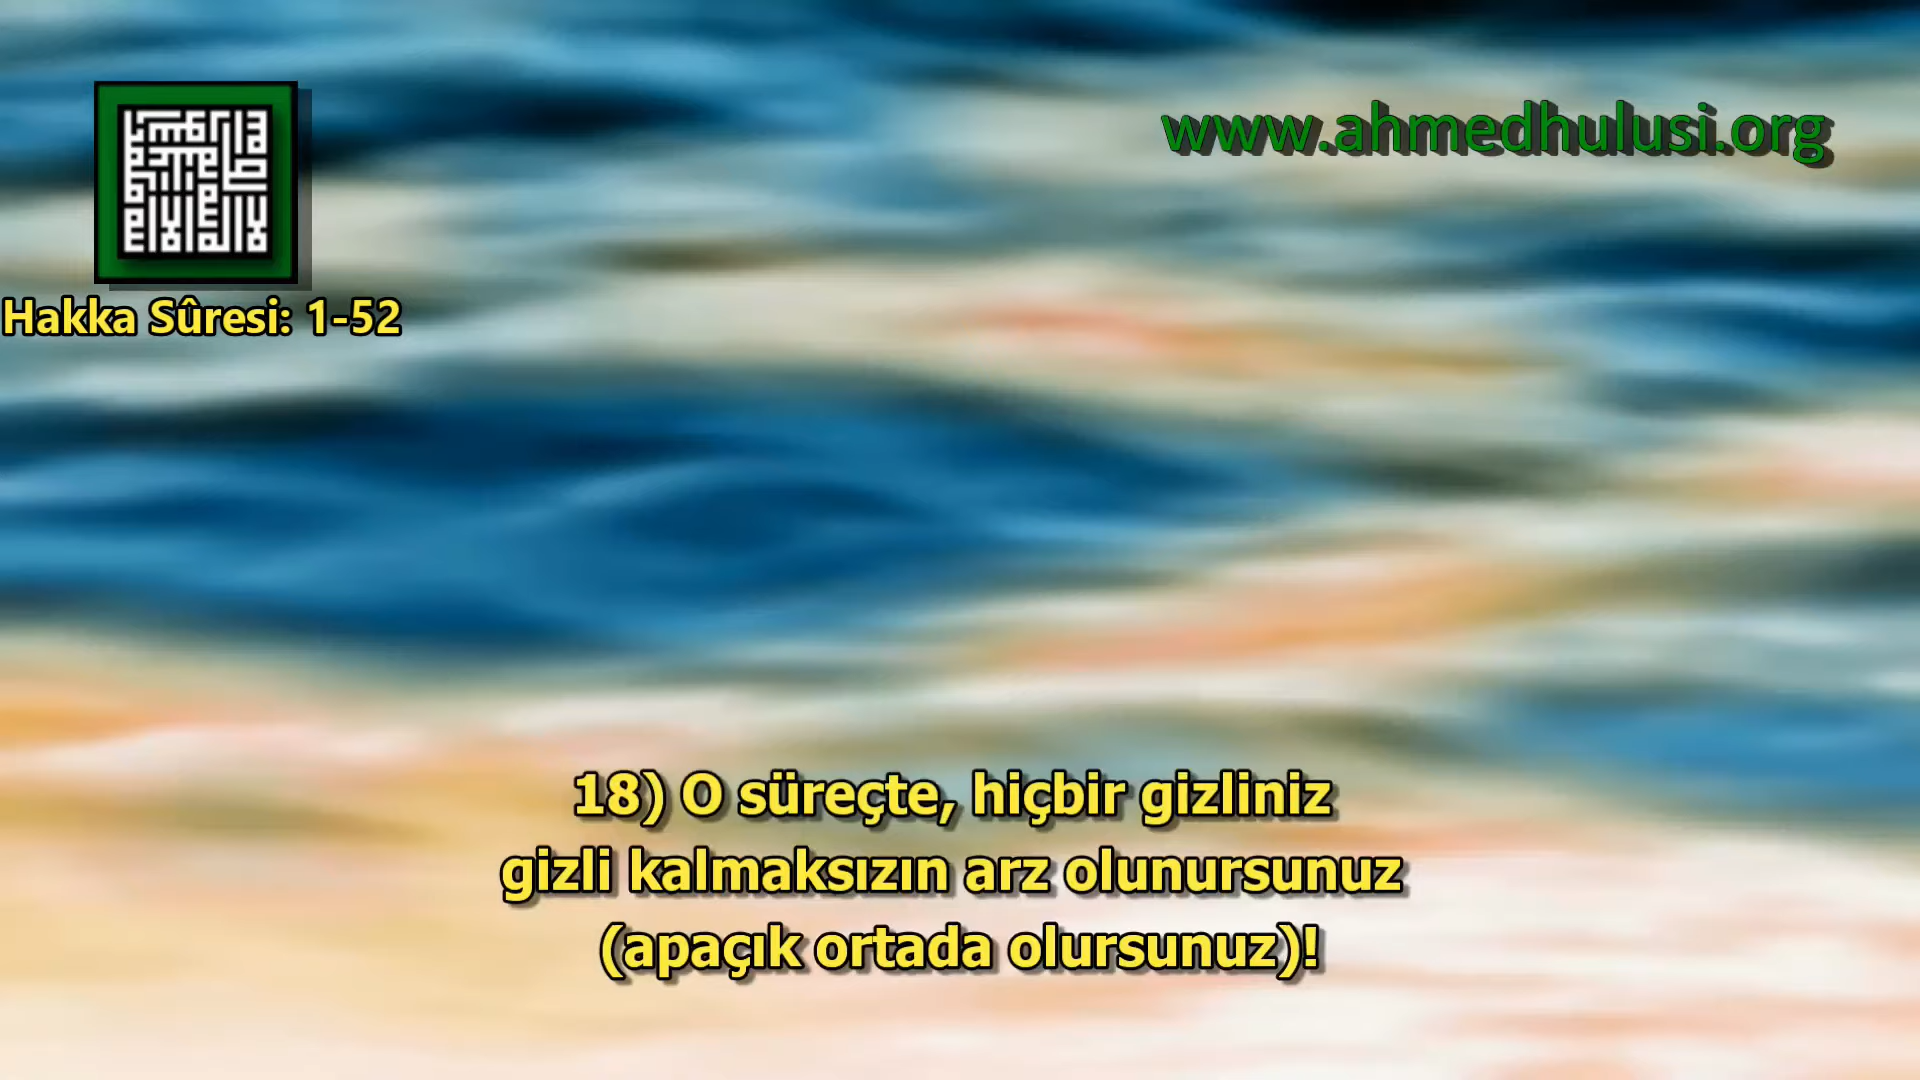 www.ahmedhulusi.org
Hakka Sûresi: 1-52
18) O süreçte, hiçbir gizliniz
gizli kalmaksızın arz olunursunuz
(apaçık ortada olursunuz)!